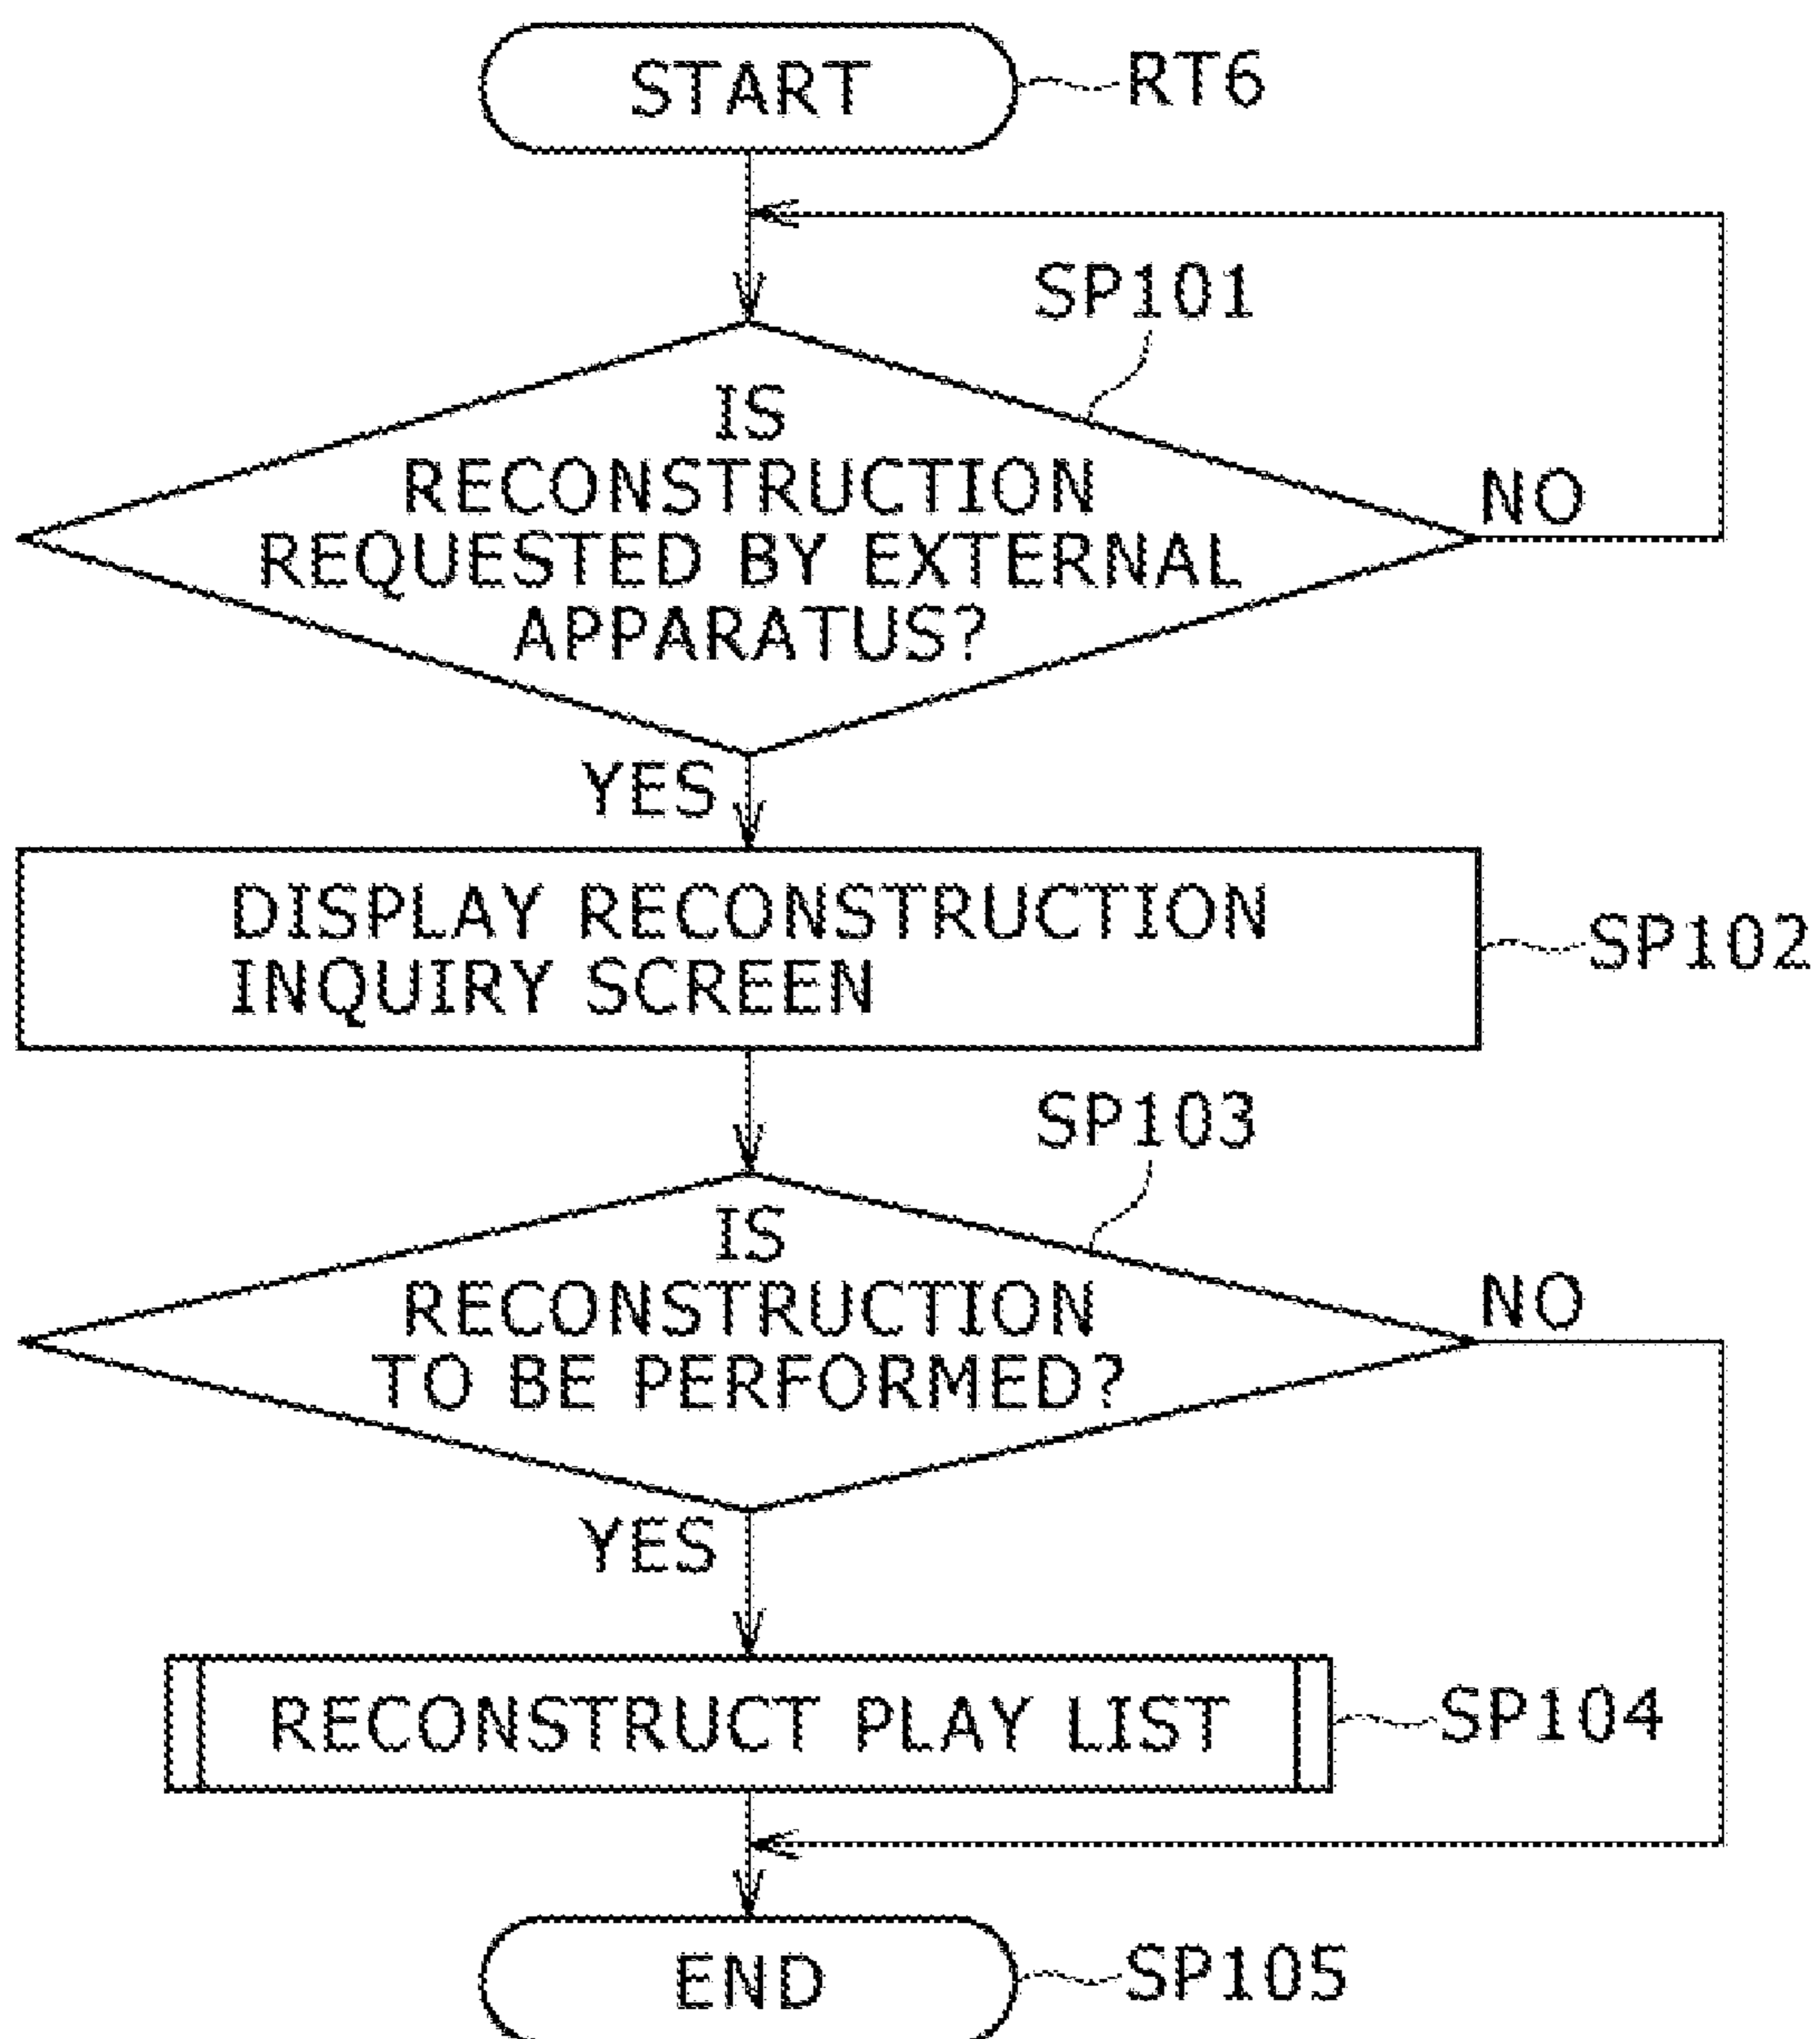 START
RT6
SP101
IS
RECONSTRUCTION
REQUESTED BY EXTERNAL
APPARATUS?
NO
YES
DISPLAY RECONSTRUCTION
INQUIRY SCREEN
SP102
SP103
IS
RECONSTRUCTION
TO BE PERFORMED?
NO
YES
RECONSTRUCT PLAY LIST
SP104
END
SP105